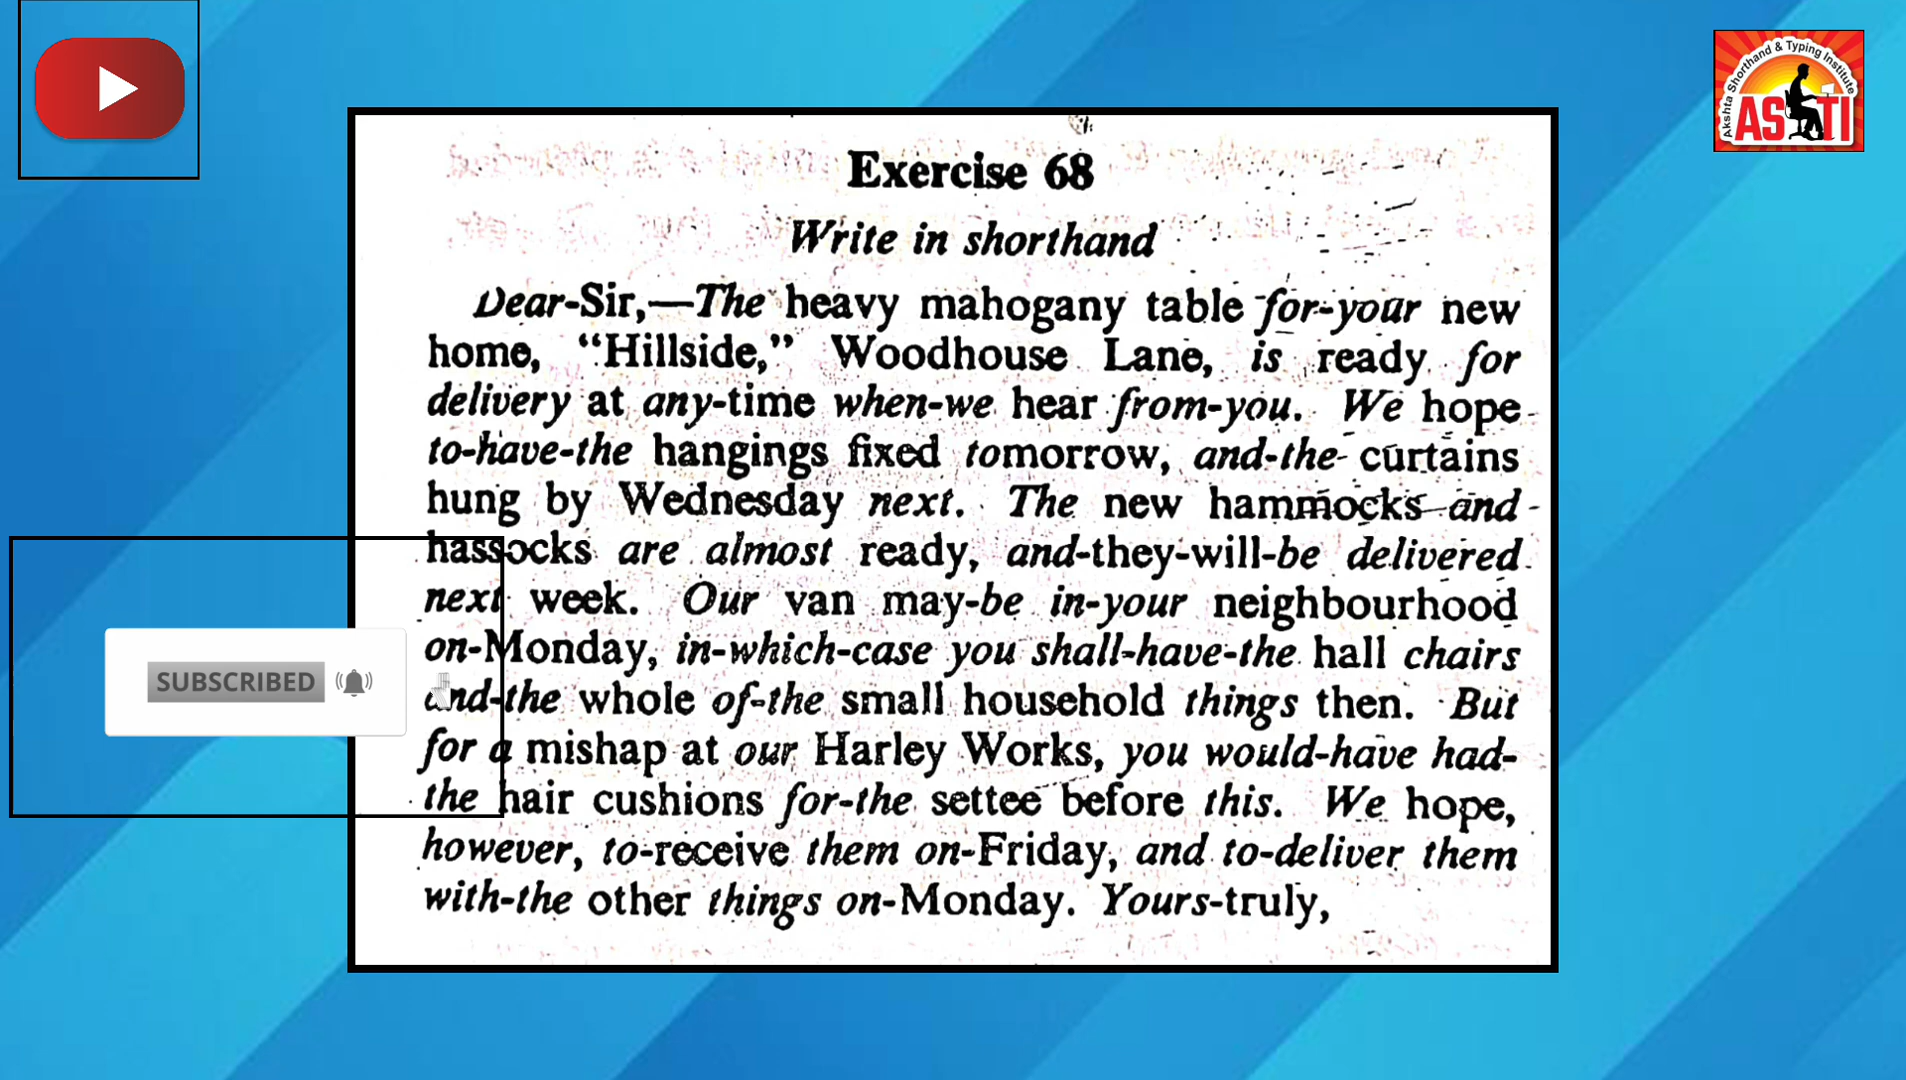 Akshta Shorthand & Typing Institute
ASTI
Exercise 68
Write in shorthand
Dear-Sir,—The heavy mahogany table for-your new
home, “Hillside,” Woodhouse Lane, is ready for
delivery at any-time when-we hear from-you. We hope
to-have-the hangings fixed tomorrow, and-the curtains
hung by Wednesday next. The new hammocks and
hassocks are almost ready, and-they-will-be delivered
next week. Our van may-be in-your neighbourhood
on-Monday, in-which-case you shall-have-the hall chairs
and-the whole of-the small household things then. But
for a mishap at our Harley Works, you would-have had-
the hair cushions for-the settee before this. We hope,
however, to-receive them on-Friday, and to-deliver them
with-the other things on-Monday. Yours-truly,
SUBSCRIBED